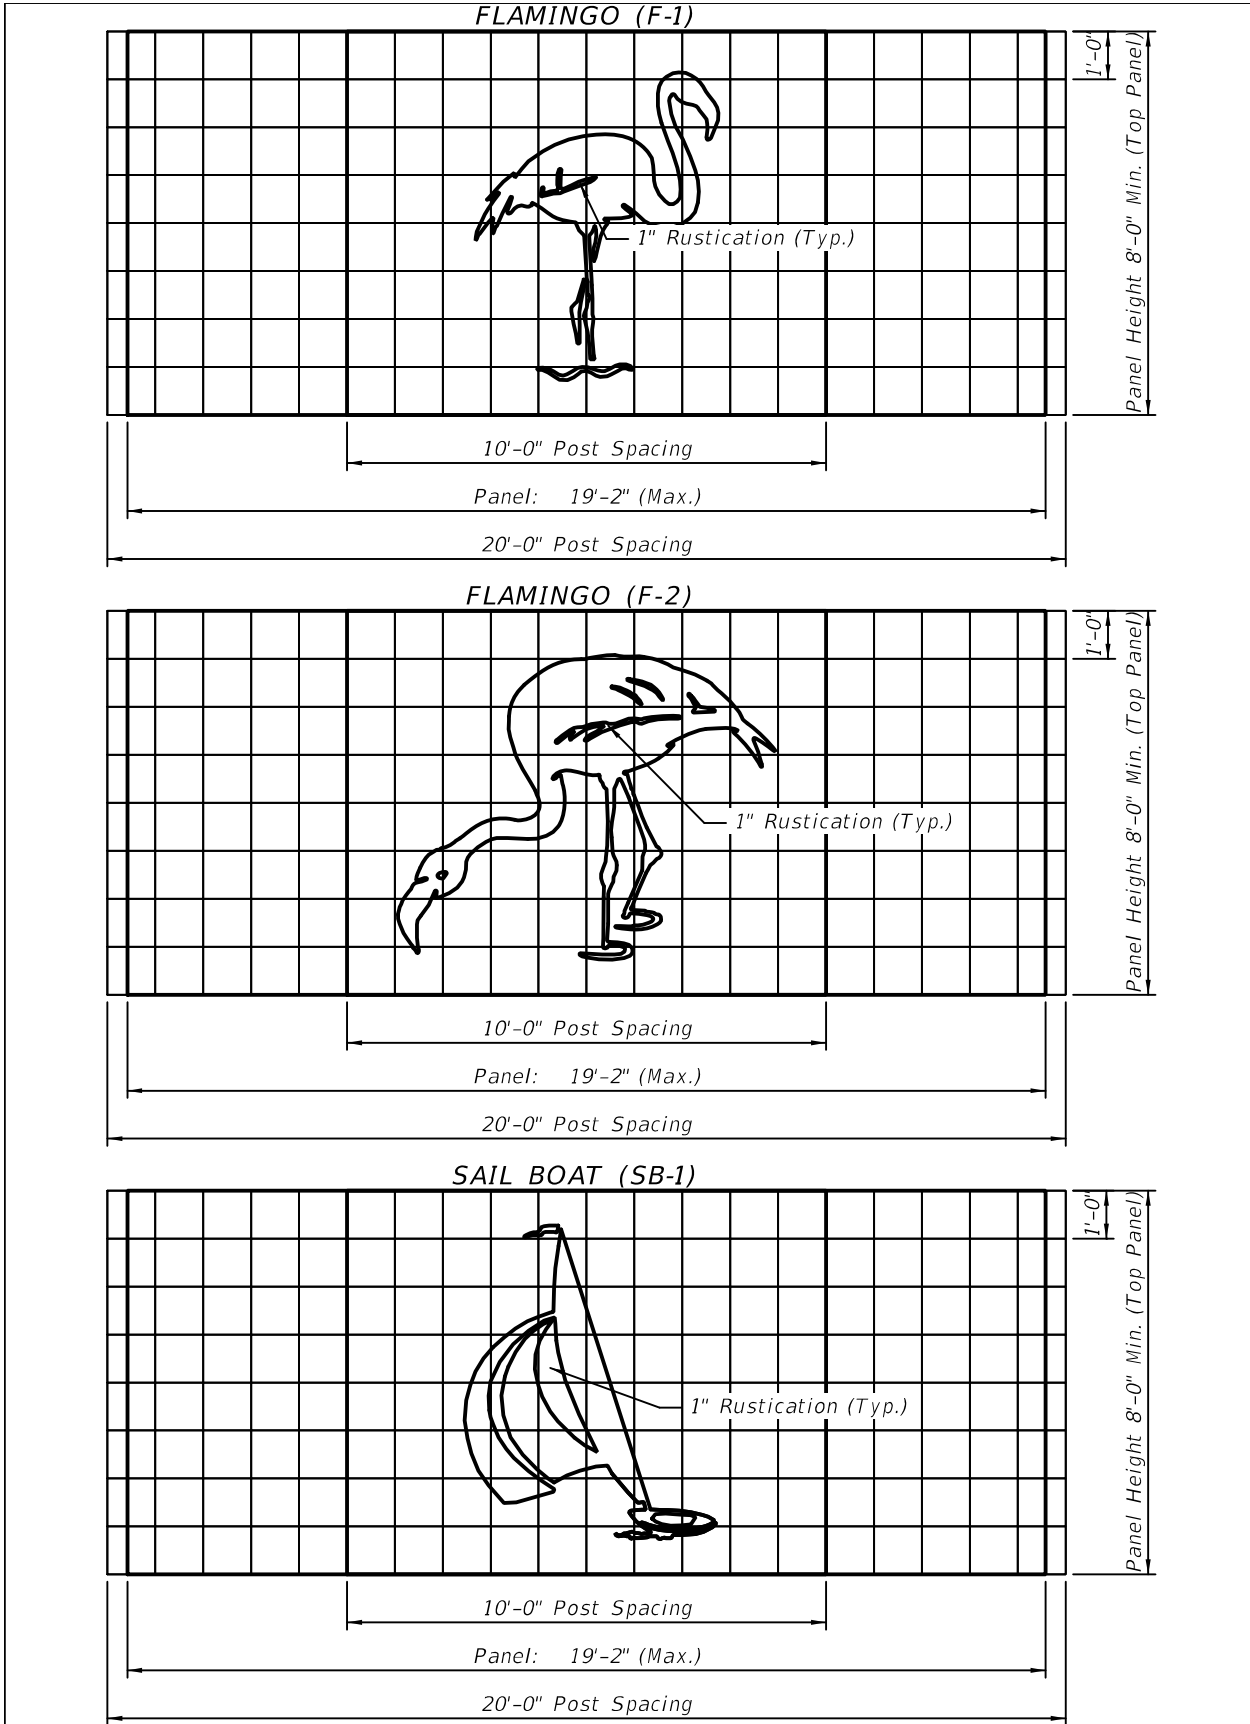 FLAMINGO (F-1)
1'-0"
Panel Height 8'-0" Min. (Top Panel)
1" Rustication (Typ.)
10'-0" Post Spacing
Panel: 19'-2" (Max.)
20'-0" Post Spacing
FLAMINGO (F-2)
1'-0"
Panel Height 8'-0" Min. (Top Panel)
1" Rustication (Typ.)
10'-0" Post Spacing
Panel: 19'-2" (Max.)
20'-0" Post Spacing
SAIL BOAT (SB-1)
1'-0"
Panel Height 8'-0" Min. (Top Panel)
1" Rustication (Typ.)
10'-0" Post Spacing
Panel: 19'-2" (Max.)
20'-0" Post Spacing